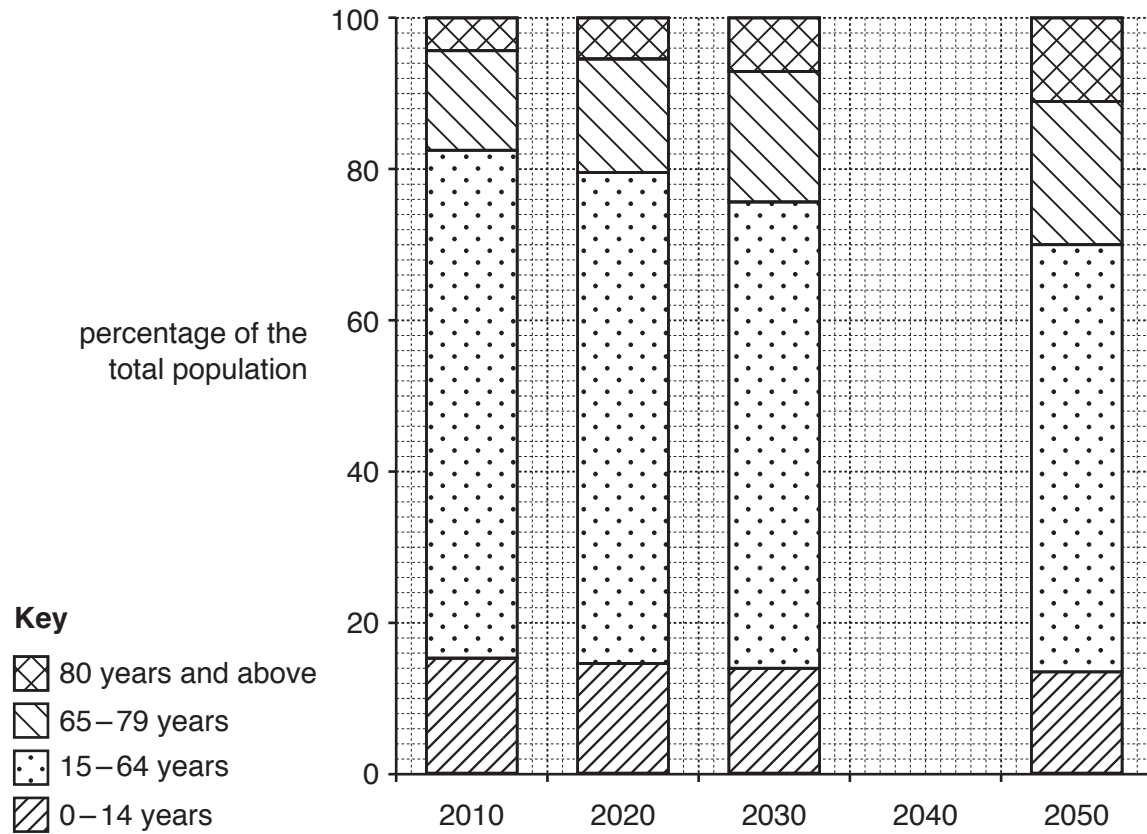 100
80
60
40
20
0
percentage of the
total population
Key
80 years and above
65–79 years
15–64 years
0–14 years
2010 2020 2030 2040 2050